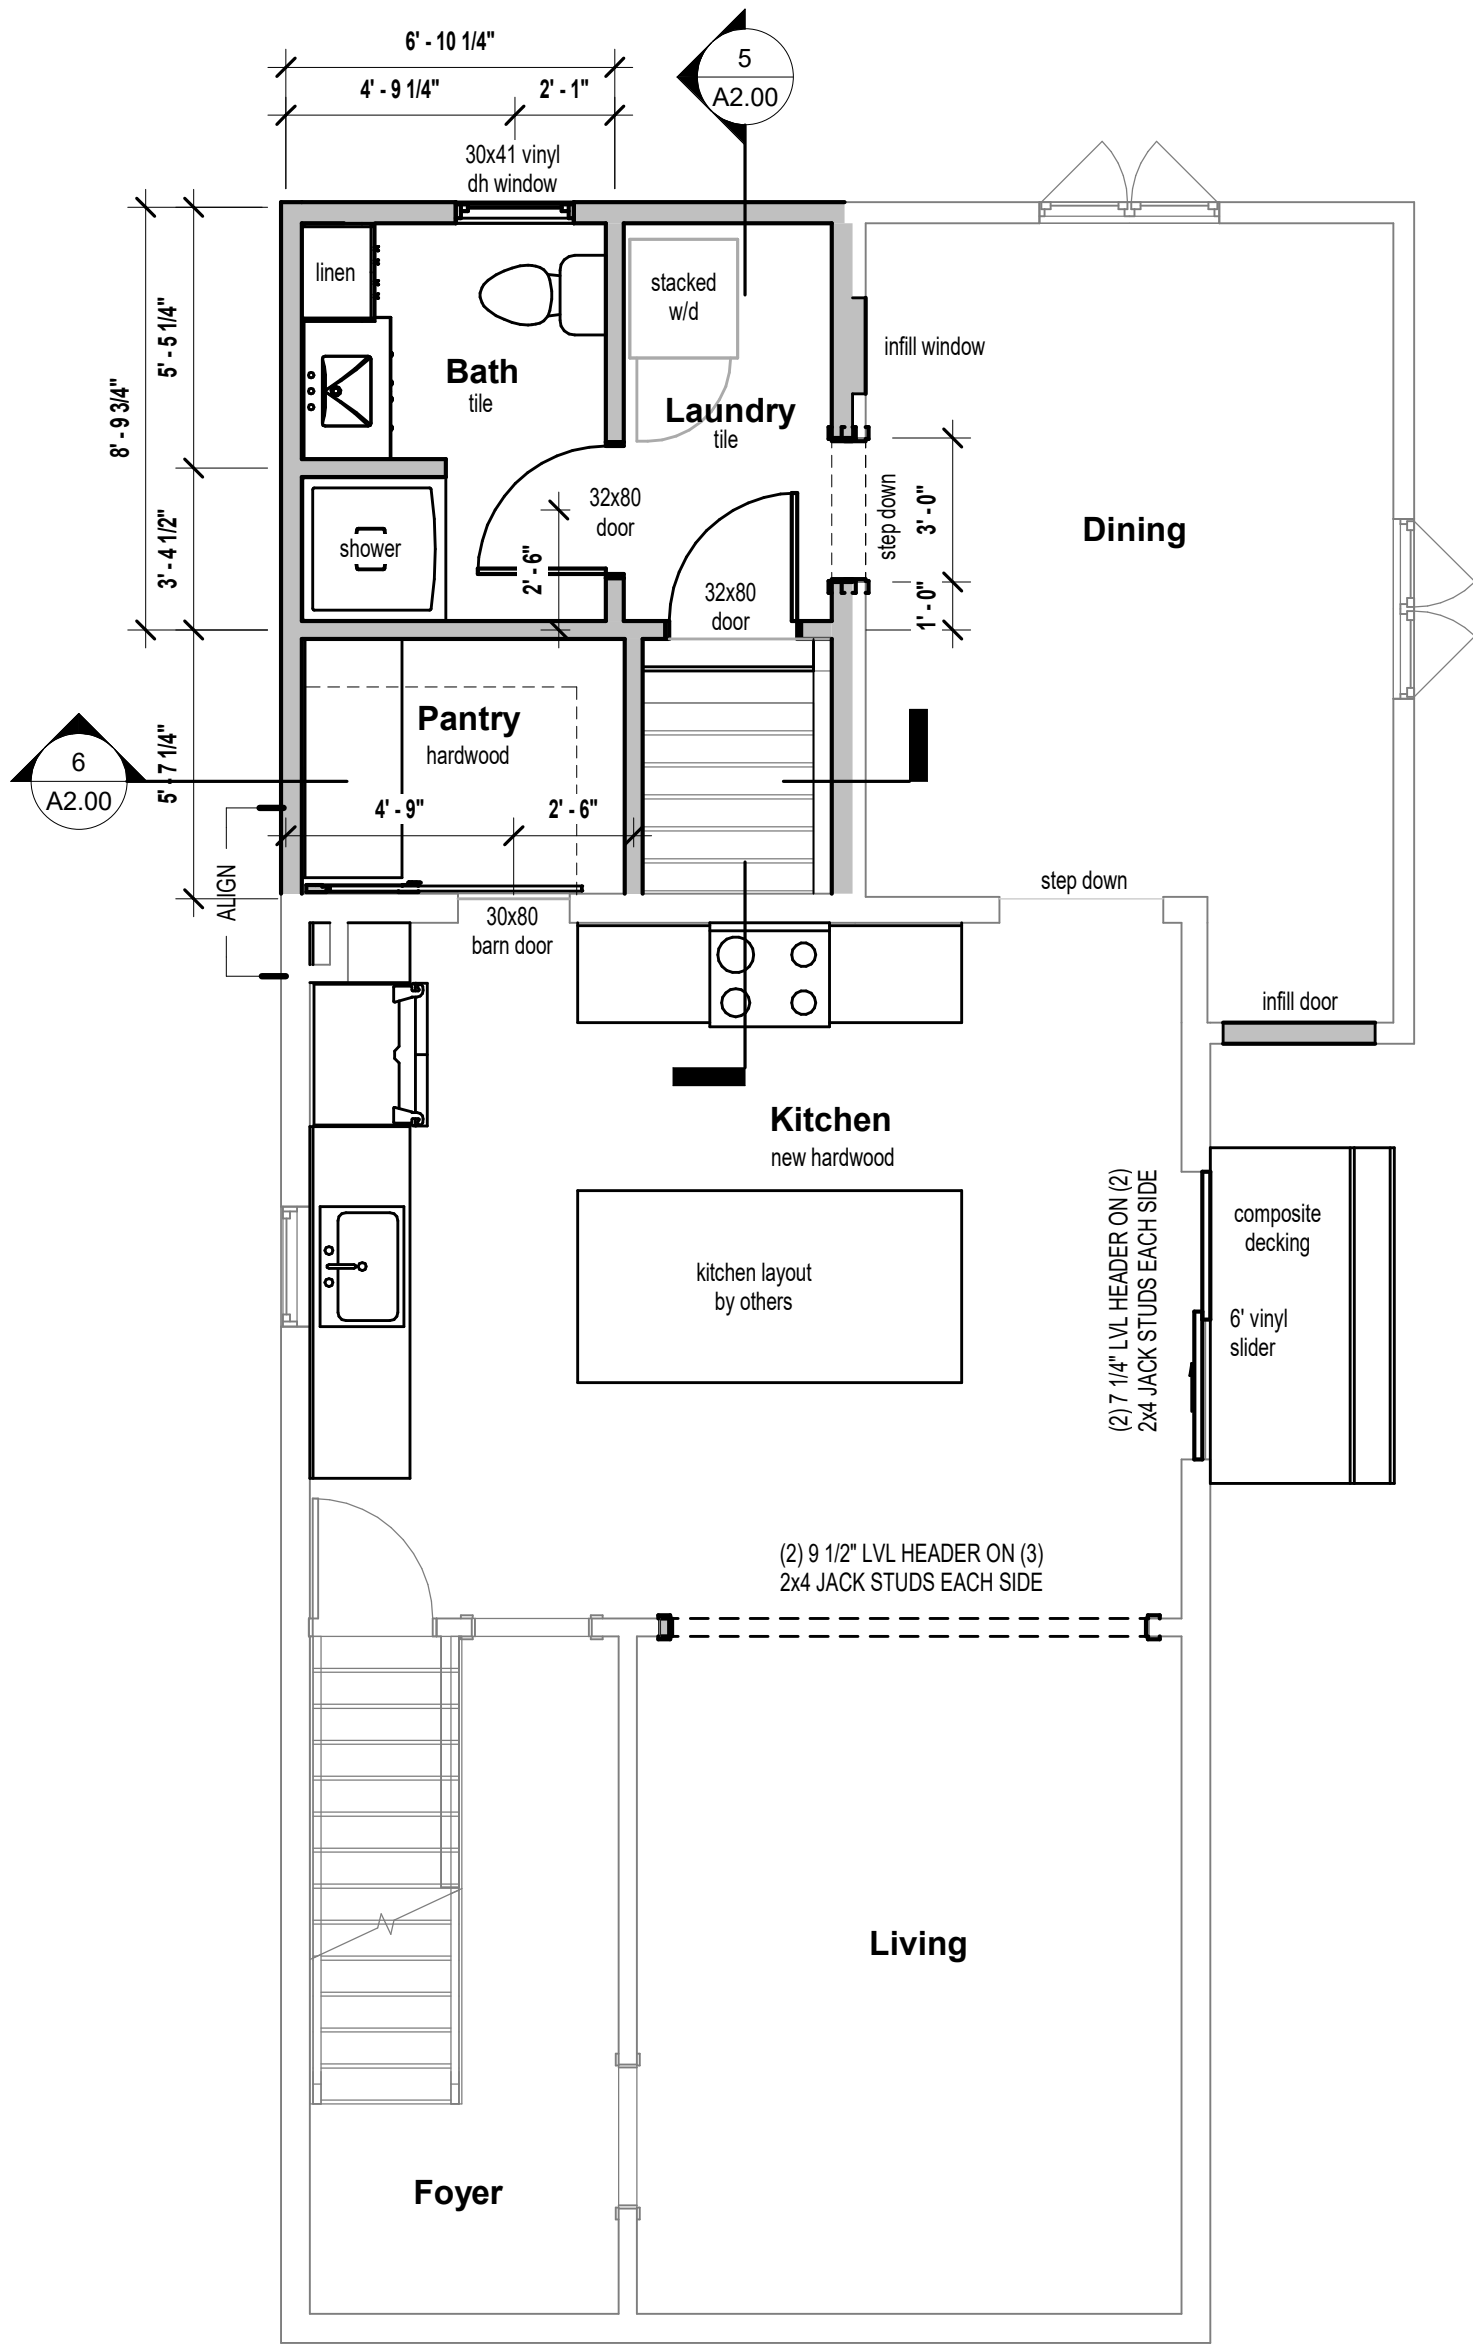 6' - 10 1/4"
4' - 9 1/4"
2' - 1"
5
A2.00
30x41 vinyl
dh window
linen
stacked
w/d
5' - 5 1/4"
8' - 9 3/4"
infill window
Bath
tile
Laundry
tile
32x80
door
step down
3' - 0"
Dining
3' - 4 1/2"
shower
2' - 6"
32x80
door
1' - 0"
Pantry
hardwood
6
A2.00
5' - 7 1/4"
4' - 9"
2' - 6"
ALIGN
30x80
barn door
step down
infill door
Kitchen
new hardwood
(2) 7 1/4" LVL HEADER ON (2)
2x4 JACK STUDS EACH SIDE
composite
decking
kitchen layout
by others
6' vinyl
slider
(2) 9 1/2" LVL HEADER ON (3)
2x4 JACK STUDS EACH SIDE
Living
Foyer